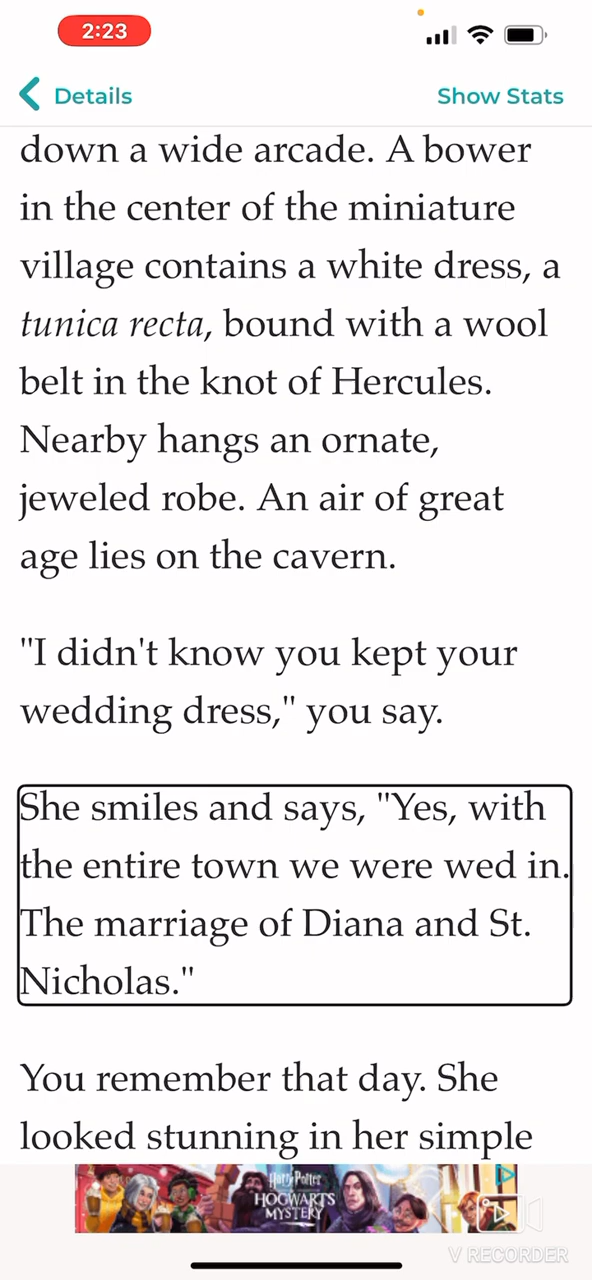 2:23
Details
Show Stats
down a wide arcade. A bower
in the center of the miniature
village contains a white dress, a
tunica recta, bound with a wool
belt in the knot of Hercules.
Nearby hangs an ornate,
jeweled robe. An air of great
age lies on the cavern.
"I didn't know you kept your
wedding dress," you say.
She smiles and says, "Yes, with
the entire town we were wed in.
The marriage of Diana and St.
Nicholas."
You remember that day. She
looked stunning in her simple
Harry Potter
HOGWARTS
MYSTERY
V RECORDER